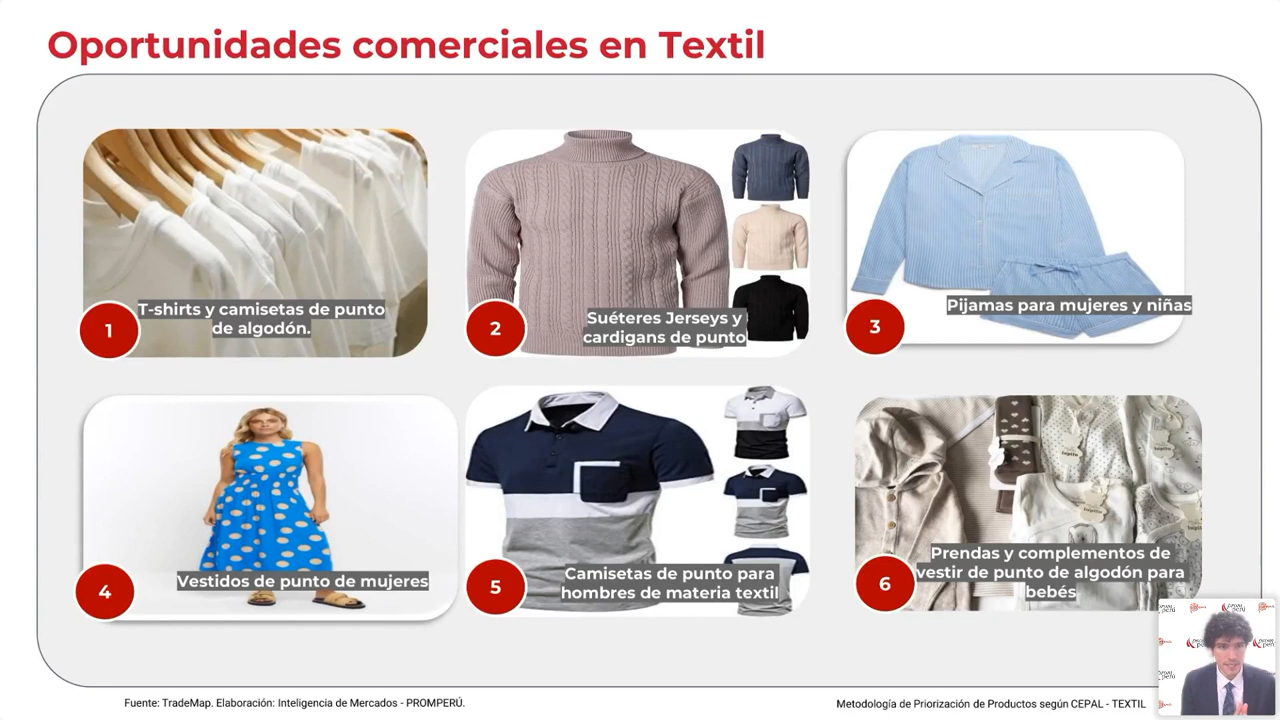 Oportunidades comerciales en Textil
T-shirts y camisetas de punto
de algodón.
1
Suéteres Jerseys y
cardigans de punto
2
Pijamas para mujeres y niñas
3
Vestidos de punto de mujeres
4
Camisetas de punto para
hombres de materia textil
5
Prendas y complementos de
vestir de punto de algodón para
bebés
6
Fuente: TradeMap. Elaboración: Inteligencia de Mercados - PROMPERÚ.
Metodología de Priorización de Productos según CEPAL - TEXTIL